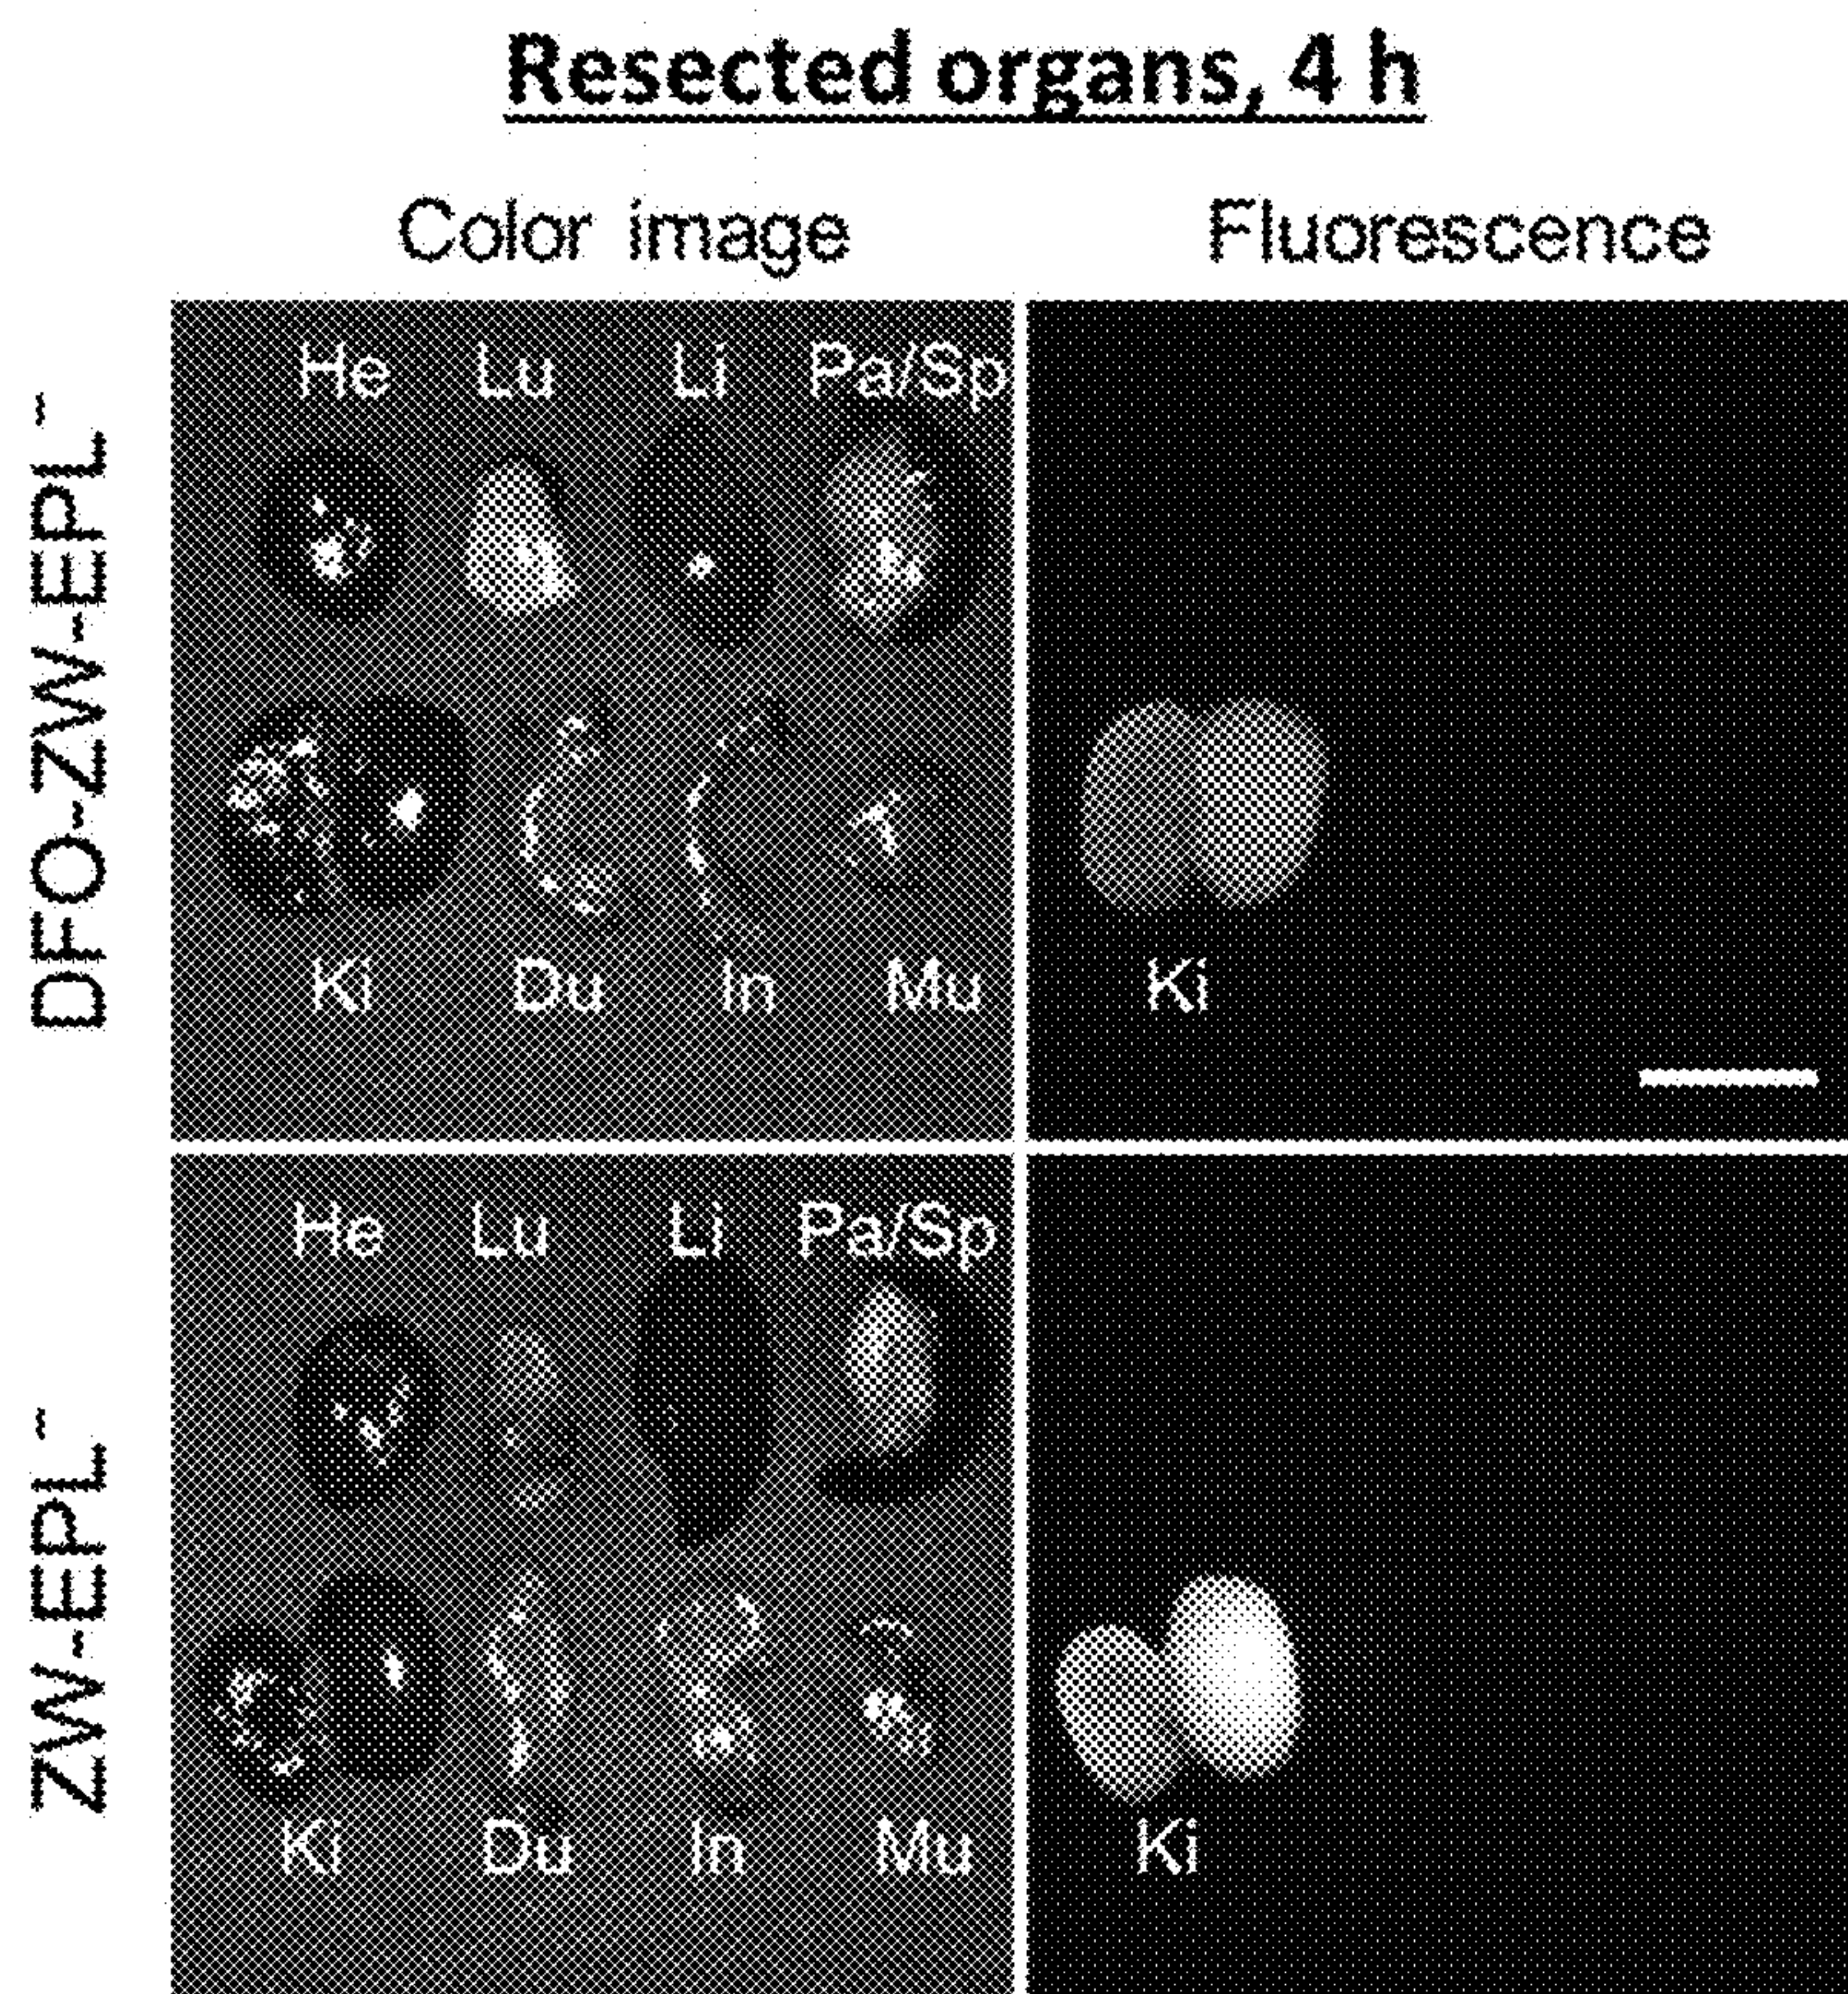 Resected organs, 4 h
Color image Fluorescence
DFO-ZW-EPL⁻
He Lu Li Pa/Sp
Ki Du In Mu
Ki
ZW-EPL⁻
He Lu Li Pa/Sp
Ki Du In Mu
Ki